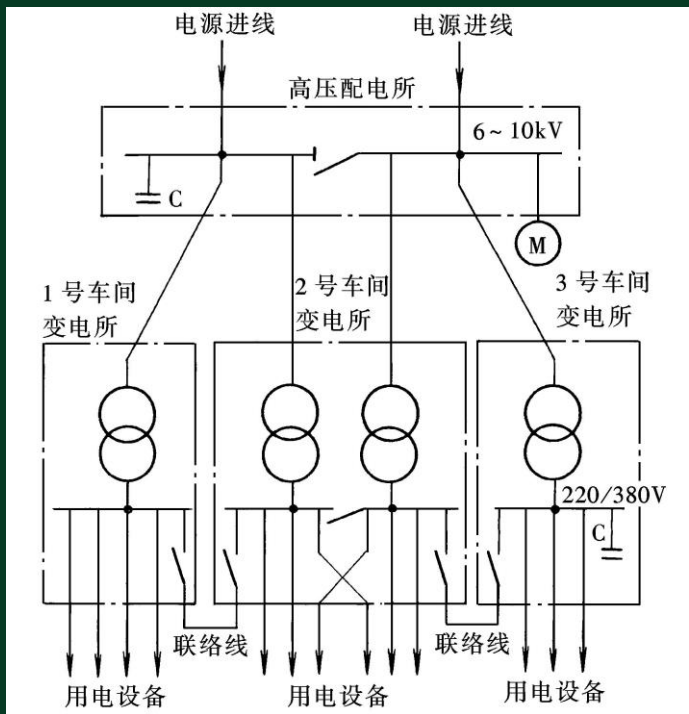 电源进线
电源进线
高压配电所
6~10kV
C
M
1号车间
变电所
2号车间
变电所
3号车间
变电所
220/380V
C
联络线
联络线
用电设备
用电设备
用电设备